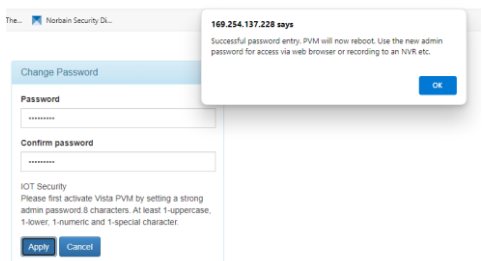 The... Norbain Security Di...
169.254.137.228 says
Successful password entry. PVM will now reboot. Use the new admin
password for access via web browser or recording to an NVR etc.
OK
Change Password
Password
•••••••••
Confirm password
•••••••••
IOT Security
Please first activate Vista PVM by setting a strong
admin password.8 characters. At least 1-uppercase,
1-lower, 1-numeric and 1-special character.
Apply Cancel